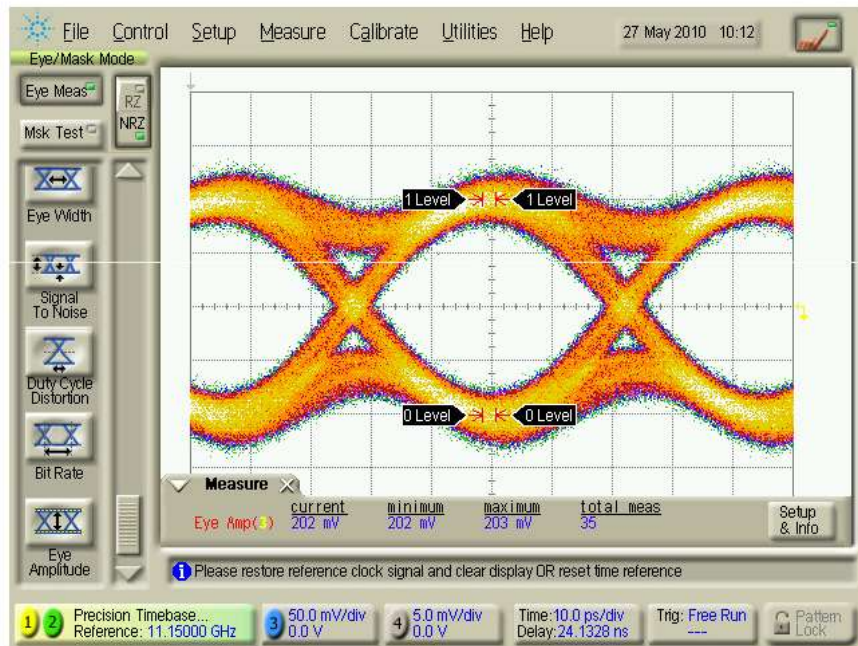 File Control Setup Measure Calibrate Utilities Help 27 May 2010 10:12
Eye/Mask Mode
Eye Meas
RZ
NRZ
Msk Test
Eye Width
Signal
To Noise
Duty Cycle
Distortion
Bit Rate
Eye
Amplitude
1 Level 1 Level
0 Level 0 Level
Measure
current minimum maximum total meas
Eye Amp(3) 202 mV 202 mV 203 mV 35
Setup
& Info
Please restore reference clock signal and clear display OR reset time reference
1 2 Precision Timebase...
Reference: 11.15000 GHz
3 50.0 mV/div
0.0 V
4 5.0 mV/div
0.0 V
Time:10.0 ps/div
Delay:24.1328 ns
Trig: Free Run
---
Pattern
Lock